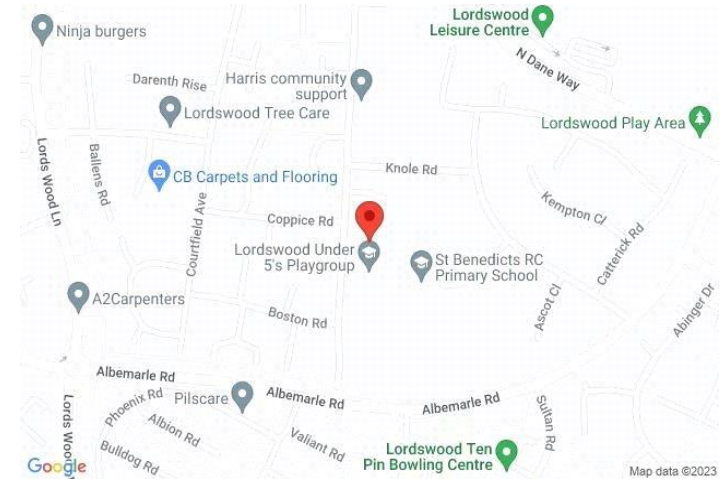 Lordswood
Leisure Centre
Ninja burgers
N Dane Way
Darenth Rise
Harris community
support
Lordswood Tree Care
Lordswood Play Area
Lords Wood Ln
Ballens Rd
Knole Rd
CB Carpets and Flooring
Courtfield Ave
Kempton Cl
Coppice Rd
Catterick Rd
Lordswood Under
5's Playgroup
St Benedicts RC
Primary School
A2Carpenters
Ascot Cl
Abinger Dr
Boston Rd
Albemarle Rd
Albemarle Rd
Albemarle Rd
Phoenix Rd
Pilscare
Lords Wood
Albion Rd
Valiant Rd
Sultan Rd
Bulldog Rd
Lordswood Ten
Pin Bowling Centre
Google
Map data ©2023